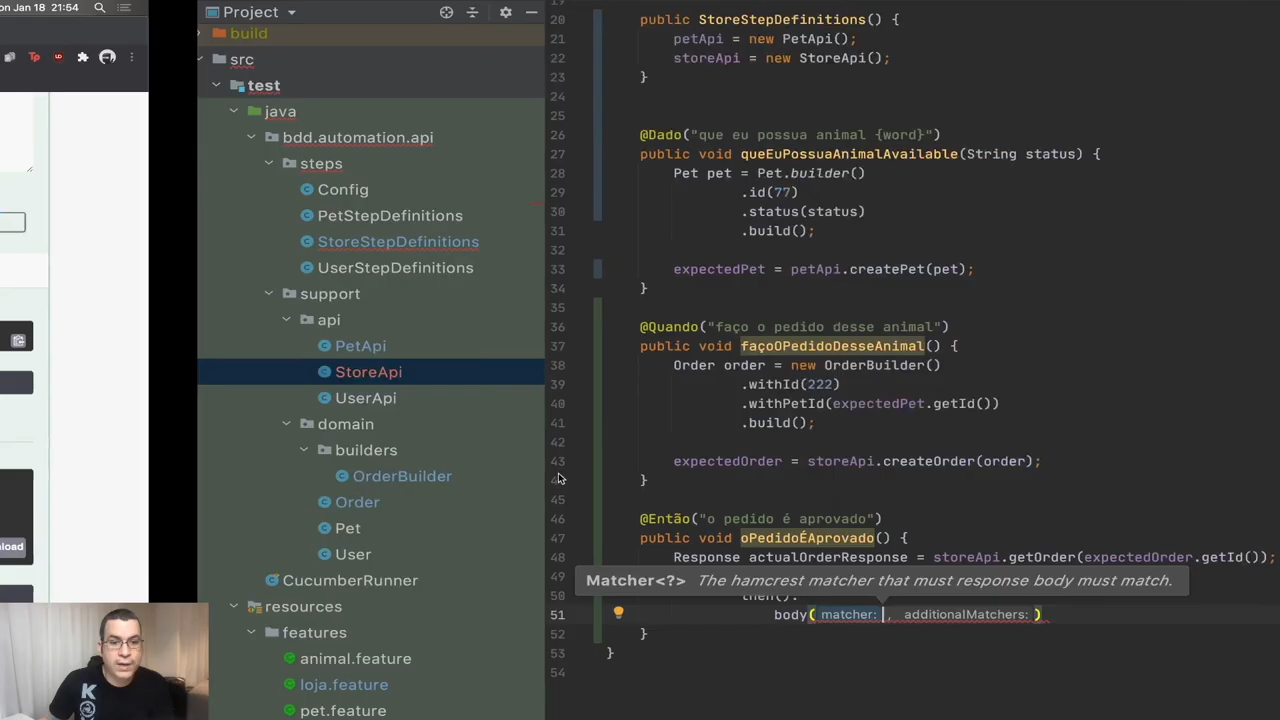 on Jan 18 21:54
Tp
nload
Project
build
src
test
java
bdd.automation.api
steps
Config
PetStepDefinitions
StoreStepDefinitions
UserStepDefinitions
support
api
PetApi
StoreApi
UserApi
domain
builders
OrderBuilder
Order
Pet
User
CucumberRunner
resources
features
animal.feature
loja.feature
pet.feature
20 public StoreStepDefinitions() {
21 petApi = new PetApi();
22 storeApi = new StoreApi();
23 }
24
25
26 @Dado("que eu possua animal {word}")
27 public void queEuPossuaAnimalAvailable(String status) {
28 Pet pet = Pet.builder()
29 .id(77)
30 .status(status)
31 .build();
32
33 expectedPet = petApi.createPet(pet);
34 }
35
36 @Quando("faço o pedido desse animal")
37 public void façoOPedidoDesseAnimal() {
38 Order order = new OrderBuilder()
39 .withId(222)
40 .withPetId(expectedPet.getId())
41 .build();
42
43 expectedOrder = storeApi.createOrder(order);
}
45
46 @Então("o pedido é aprovado")
47 public void oPedidoÉAprovado() {
48 Response actualOrderResponse = storeApi.getOrder(expectedOrder.getId());
Matcher<?> The hamcrest matcher that must response body must match.
50 then().
51 body( matcher: , additionalMatchers: )
52 }
53 }
54
K